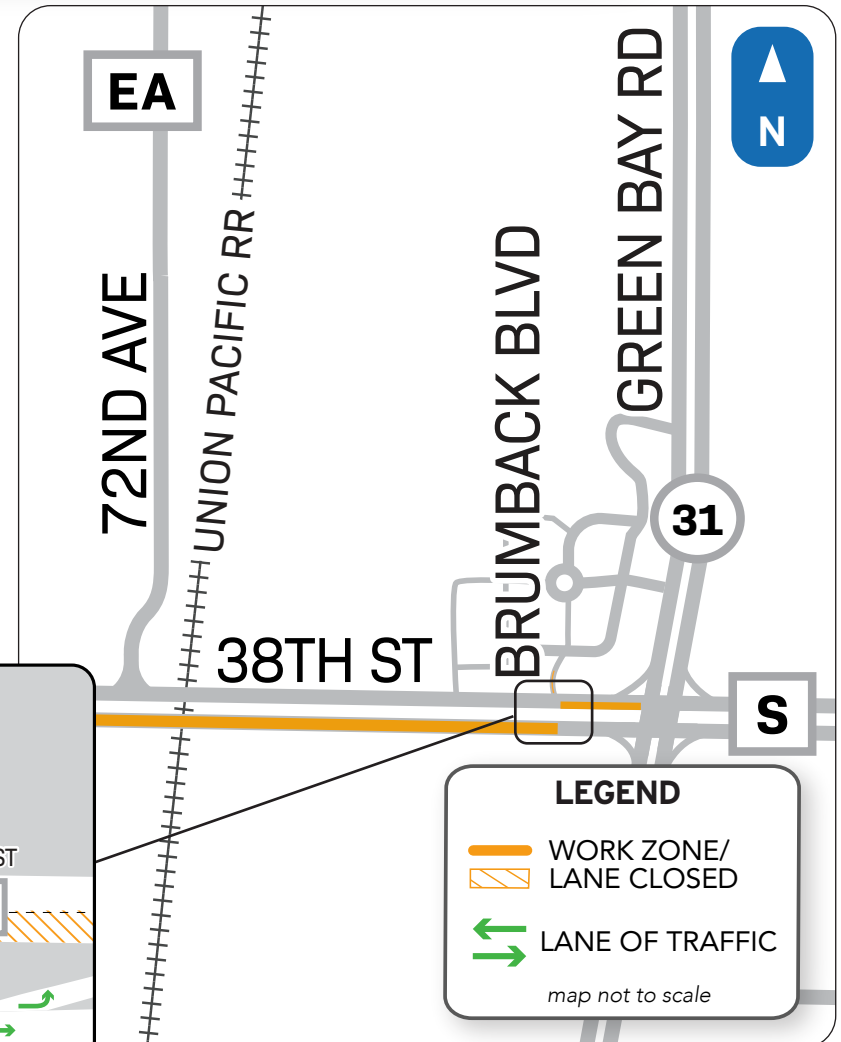 EA
N
GREEN BAY RD
BRUMBACK BLVD
UNION PACIFIC RR
72ND AVE
31
38TH ST
S
LEGEND
WORK ZONE/
LANE CLOSED
LANE OF TRAFFIC
map not to scale
ST